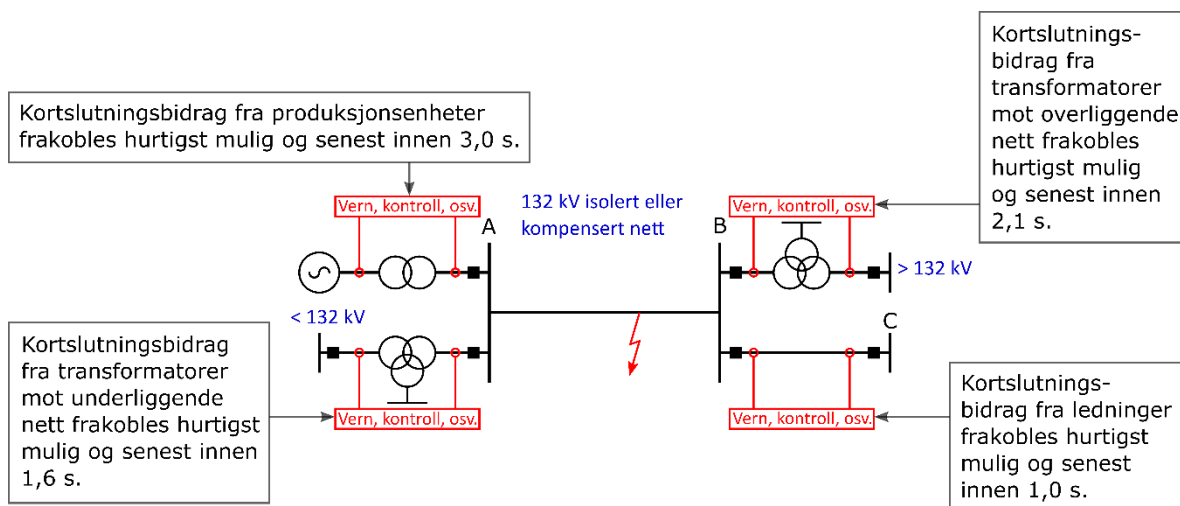 Kortslutningsbidrag fra produksjonsenheter
frakobles hurtigst mulig og senest innen 3,0 s.
Kortslutnings-
bidrag fra
transformatorer
mot overliggende
nett frakobles
hurtigst mulig
og senest innen
2,1 s.
Vern, kontroll, osv.
132 kV isolert eller
kompensert nett
Vern, kontroll, osv.
A
B
> 132 kV
< 132 kV
C
Kortslutningsbidrag
fra transformatorer
mot underliggende
nett frakobles hurtigst
mulig og senest innen
1,6 s.
Vern, kontroll, osv.
Vern, kontroll, osv.
Kortslutnings-
bidrag fra ledninger
frakobles hurtigst
mulig og senest
innen 1,0 s.